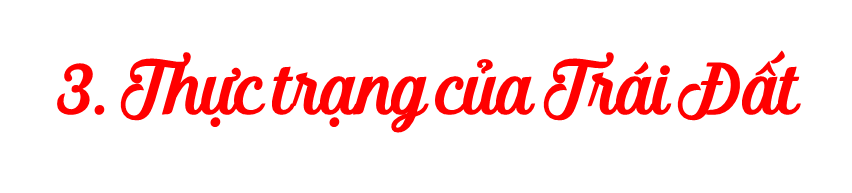 3. Thực trạng của Trái Đất